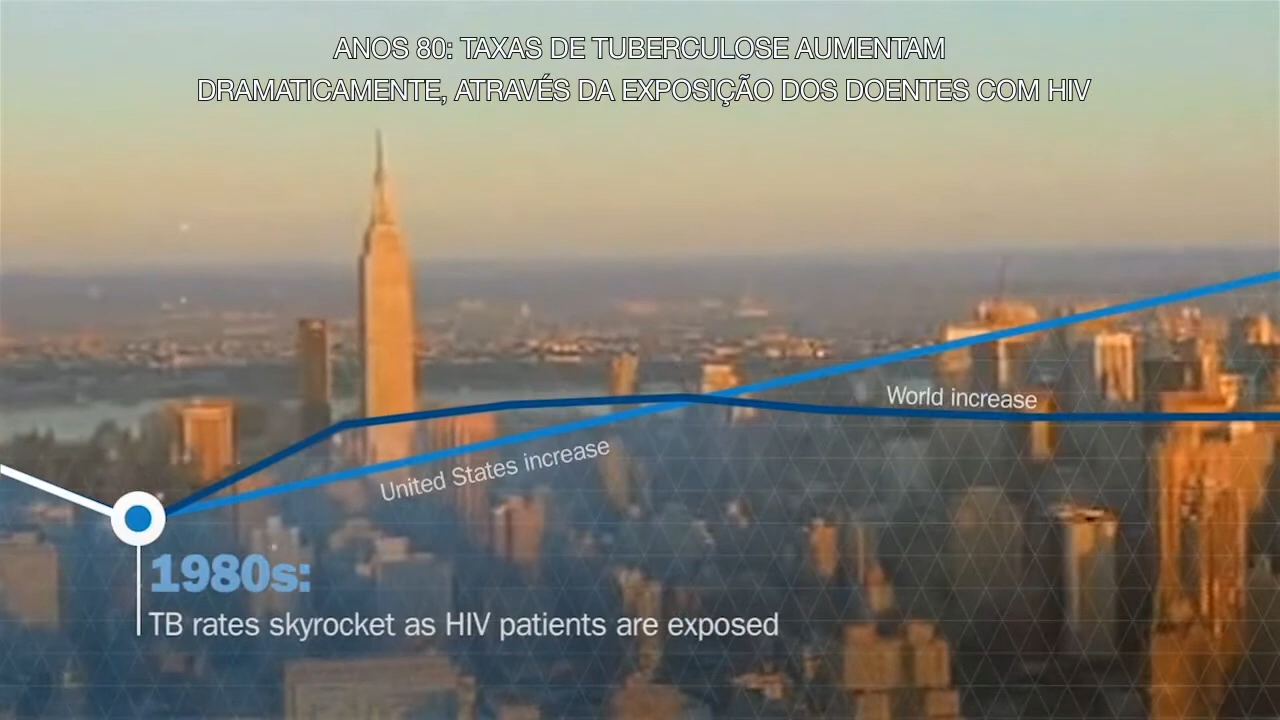 ANOS 80: TAXAS DE TUBERCULOSE AUMENTAM
DRAMATICAMENTE, ATRAVÉS DA EXPOSIÇÃO DOS DOENTES COM HIV
World increase
United States increase
1980s:
TB rates skyrocket as HIV patients are exposed